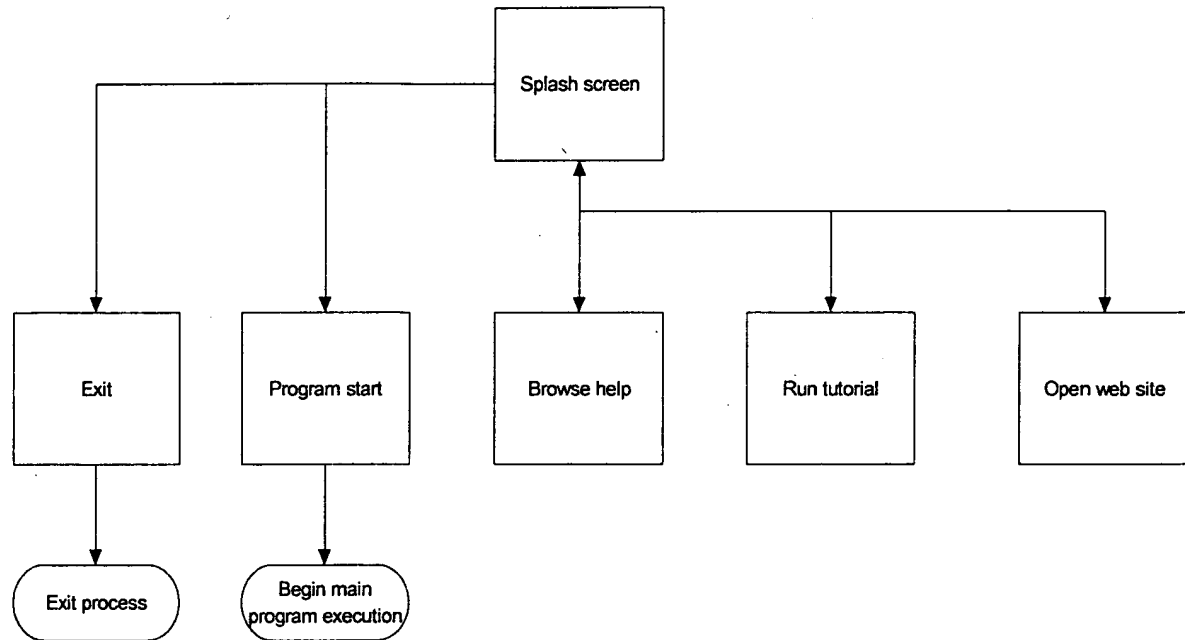 Splash screen
Exit
Program start
Browse help
Run tutorial
Open web site
Exit process
Begin main
program execution